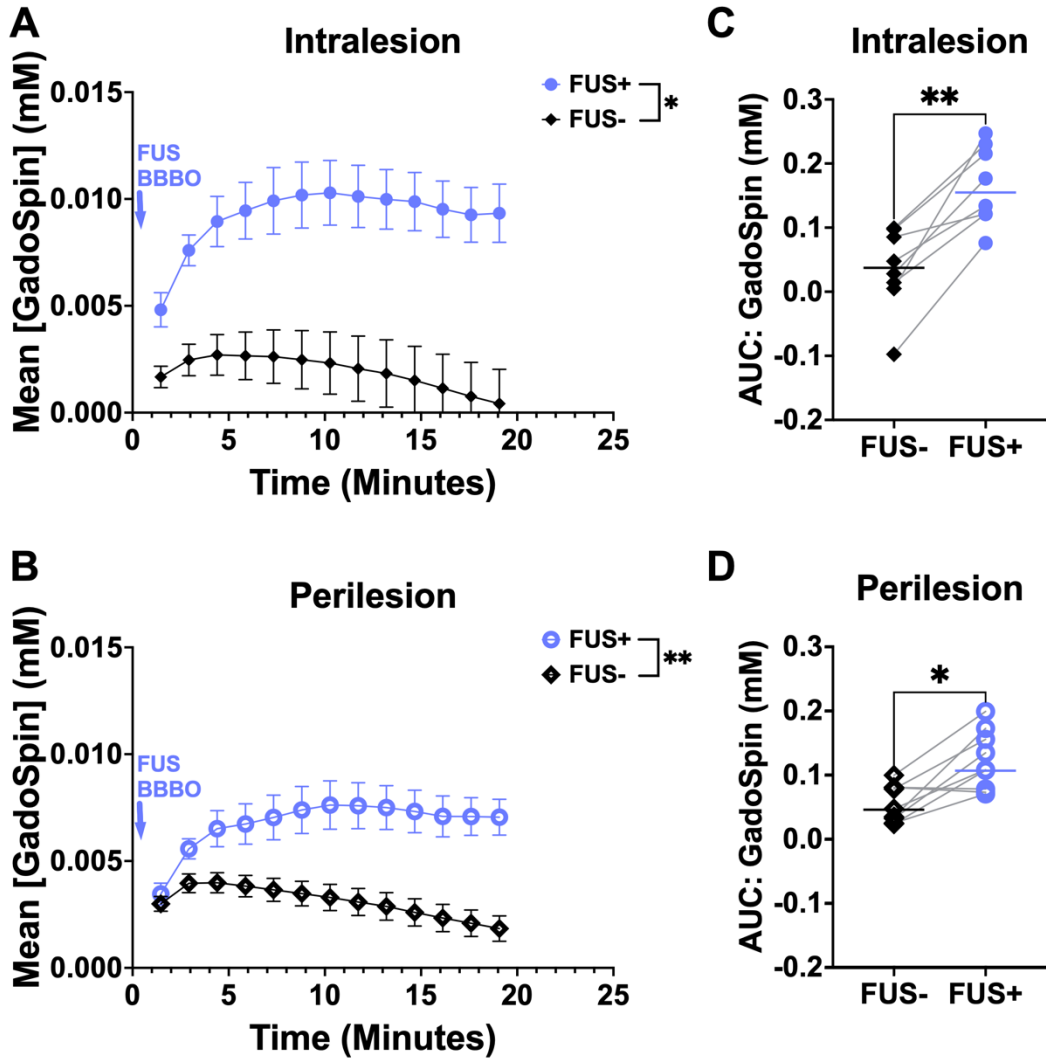 A
Intralesion
Mean [GadoSpin] (mM)
0.015
0.010
0.005
0.000
FUS
BBBO
FUS+
FUS-
*
0 5 10 15 20 25
Time (Minutes)
C
Intralesion
**
AUC: GadoSpin (mM)
0.3
0.2
0.1
0.0
-0.1
-0.2
FUS- FUS+
B
Perilesion
Mean [GadoSpin] (mM)
0.015
0.010
0.005
0.000
FUS
BBBO
FUS+
FUS-
**
0 5 10 15 20 25
Time (Minutes)
D
Perilesion
*
AUC: GadoSpin (mM)
0.3
0.2
0.1
0.0
-0.1
-0.2
FUS- FUS+